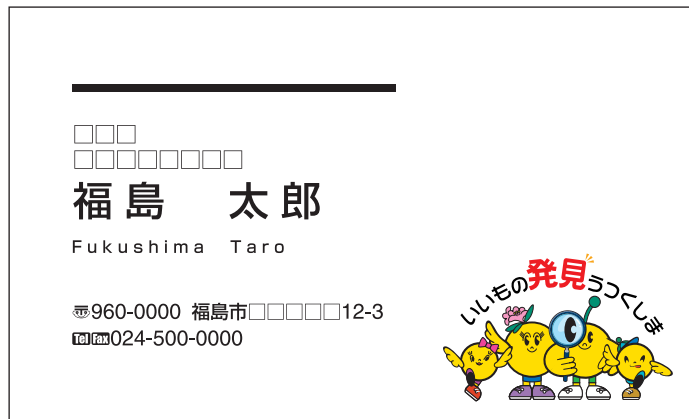 □□□
□□□□□□□□
福島　太郎
Fukushima Taro
〠960-0000 福島市□□□□□12-3
Tel Fax 024-500-0000
いいもの発見うつくしま